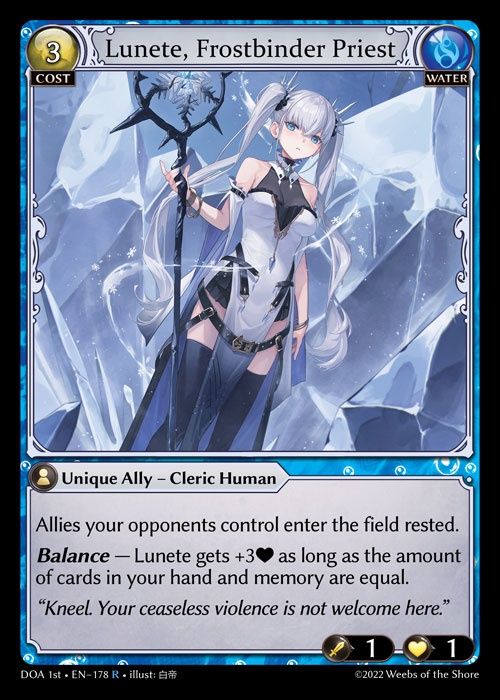 3
Lunete, Frostbinder Priest
COST
WATER
Unique Ally – Cleric Human
Allies your opponents control enter the field rested.
Balance — Lunete gets +3♥ as long as the amount
of cards in your hand and memory are equal.
“Kneel. Your ceaseless violence is not welcome here.”
1
1
DOA 1st • EN–178 R • illust: 白帝
©2022 Weebs of the Shore